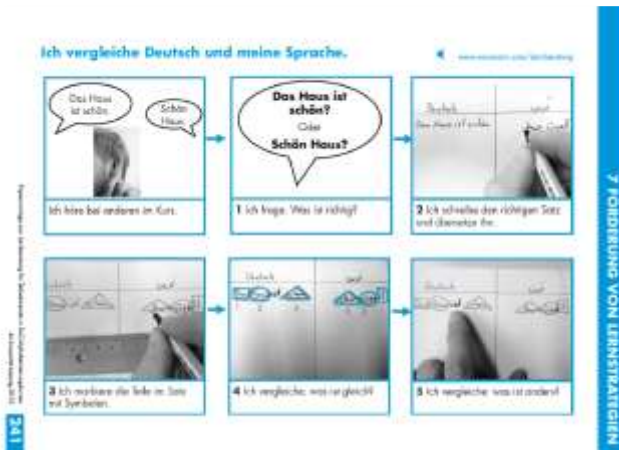 Ich vergleiche Deutsch und meine Sprache.
Das Haus
ist schön.
Schön
Haus.
Ich höre bei anderen im Kurs.
Das Haus ist
schön?
Oder
Schön Haus?
1 Ich frage: Was ist richtig?
Deutsch
Das Haus ist schön
2 Ich schreibe den richtigen Satz
und übersetze ihn.
3 Ich markiere die Teile im Satz
mit Symbolen.
Deutsch
4 Ich vergleiche: was ist gleich?
Deutsch
5 Ich vergleiche: was ist anders?
7 FÖRDERUNG VON LERNSTRATEGIEN
241